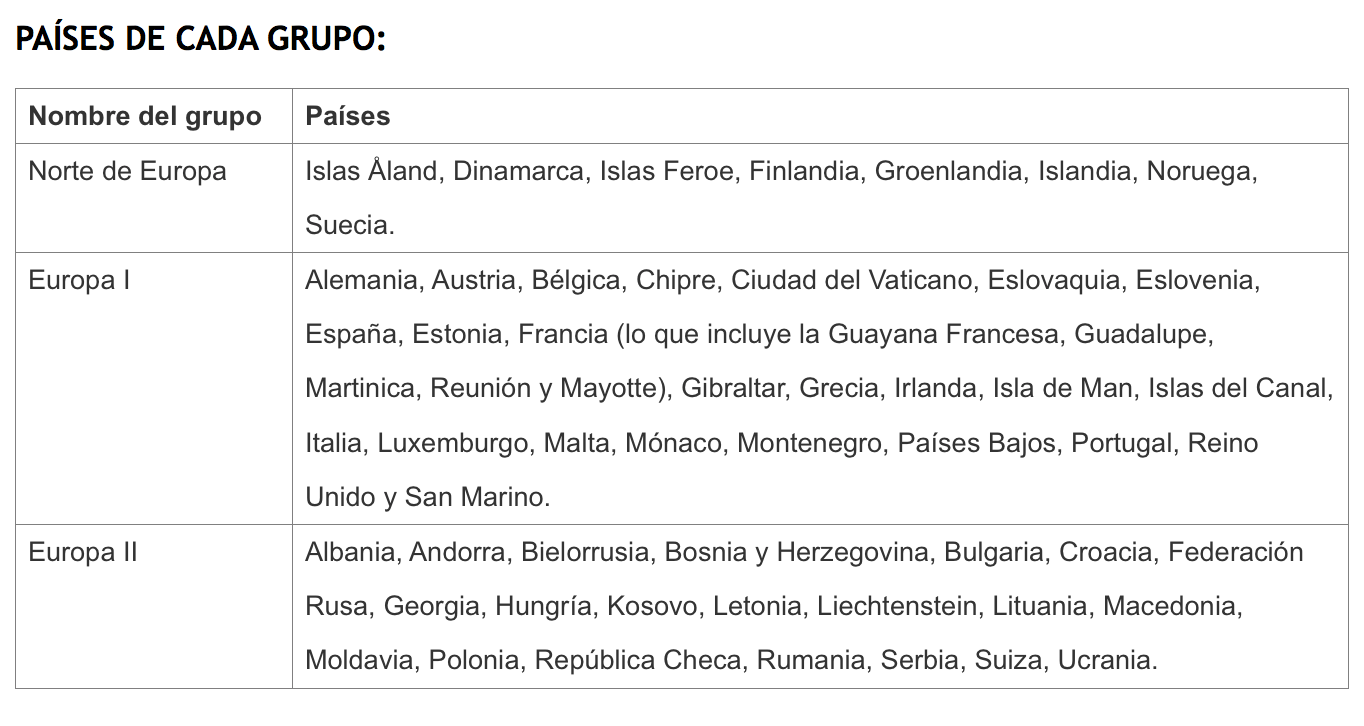 PAÍSES DE CADA GRUPO:
Nombre del grupo
Países
Norte de Europa
Islas Åland, Dinamarca, Islas Feroe, Finlandia, Groenlandia, Islandia, Noruega,
Suecia.
Europa I
Alemania, Austria, Bélgica, Chipre, Ciudad del Vaticano, Eslovaquia, Eslovenia,
España, Estonia, Francia (lo que incluye la Guayana Francesa, Guadalupe,
Martinica, Reunión y Mayotte), Gibraltar, Grecia, Irlanda, Isla de Man, Islas del Canal,
Italia, Luxemburgo, Malta, Mónaco, Montenegro, Países Bajos, Portugal, Reino
Unido y San Marino.
Europa II
Albania, Andorra, Bielorrusia, Bosnia y Herzegovina, Bulgaria, Croacia, Federación
Rusa, Georgia, Hungría, Kosovo, Letonia, Liechtenstein, Lituania, Macedonia,
Moldavia, Polonia, República Checa, Rumania, Serbia, Suiza, Ucrania.